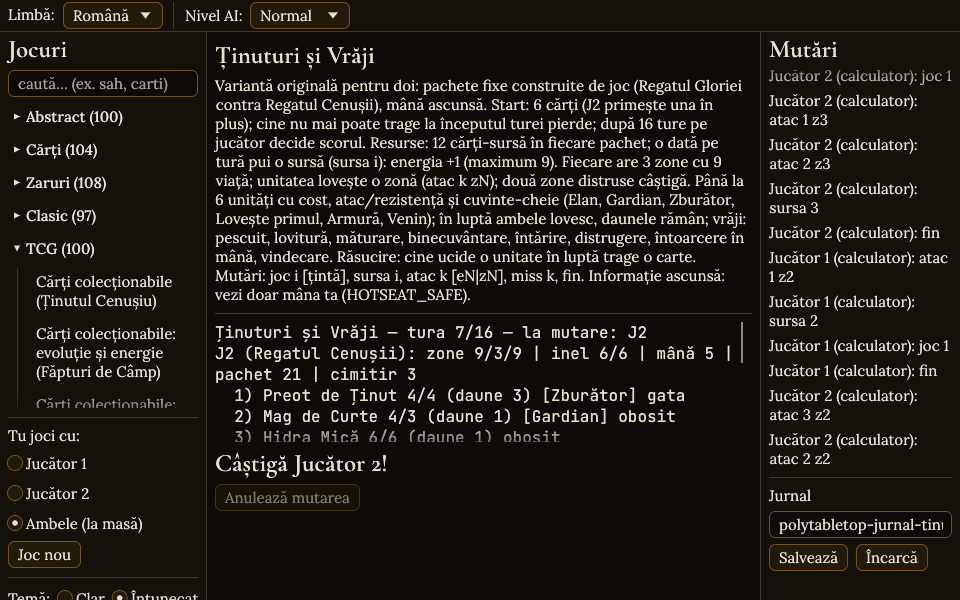 Limbă: Română Nivel AI: Normal
Jocuri
caută... (ex. sah, carti)
Abstract (100)
Cărți (104)
Zaruri (108)
Clasic (97)
TCG (100)
Cărți colecționabile
(Ținutul Cenușiu)
Cărți colecționabile:
evoluție și energie
(Făpturi de Câmp)
Cărți colecționabile:
Tu joci cu:
Jucător 1
Jucător 2
Ambele (la masă)
Joc nou
Temă: Clar Întunecat
Ținuturi și Vrăji
Variantă originală pentru doi: pachete fixe construite de joc (Regatul Gloriei
contra Regatul Cenușii), mână ascunsă. Start: 6 cărți (J2 primește una în
plus); cine nu mai poate trage la începutul turei pierde; după 16 ture pe
jucător decide scorul. Resurse: 12 cărți-sursă în fiecare pachet; o dată pe
tură pui o sursă (sursa i): energia +1 (maximum 9). Fiecare are 3 zone cu 9
viață; unitatea lovește o zonă (atac k zN); două zone distruse câștigă. Până la
6 unități cu cost, atac/rezistență și cuvinte-cheie (Elan, Gardian, Zburător,
Lovește primul, Armură, Venin); în luptă ambele lovesc, daunele rămân; vrăji:
pescuit, lovitură, măturare, binecuvântare, întărire, distrugere, întoarcere în
mână, vindecare. Răsucire: cine ucide o unitate în luptă trage o carte.
Mutări: joc i [țintă], sursa i, atac k [eN|zN], miss k, fin. Informație ascunsă:
vezi doar mâna ta (HOTSEAT_SAFE).
Ținuturi și Vrăji — tura 7/16 — la mutare: J2
J2 (Regatul Cenușii): zone 9/3/9 | inel 6/6 | mână 5 |
pachet 21 | cimitir 3
1) Preot de Ținut 4/4 (daune 3) [Zburător] gata
2) Mag de Curte 4/3 (daune 1) [Gardian] obosit
3) Hidra Mică 6/6 (daune 1) obosit
Câștigă Jucător 2!
Anulează mutarea
Mutări
Jucător 2 (calculator): joc 1
Jucător 2 (calculator):
atac 1 z3
Jucător 2 (calculator):
atac 2 z3
Jucător 2 (calculator):
sursa 3
Jucător 2 (calculator): fin
Jucător 1 (calculator): atac
1 z2
Jucător 1 (calculator):
sursa 2
Jucător 1 (calculator): joc 1
Jucător 1 (calculator): fin
Jucător 2 (calculator):
atac 3 z2
Jucător 2 (calculator):
atac 2 z2
Jurnal
polytabletop-jurnal-tinu
Salvează Încarcă